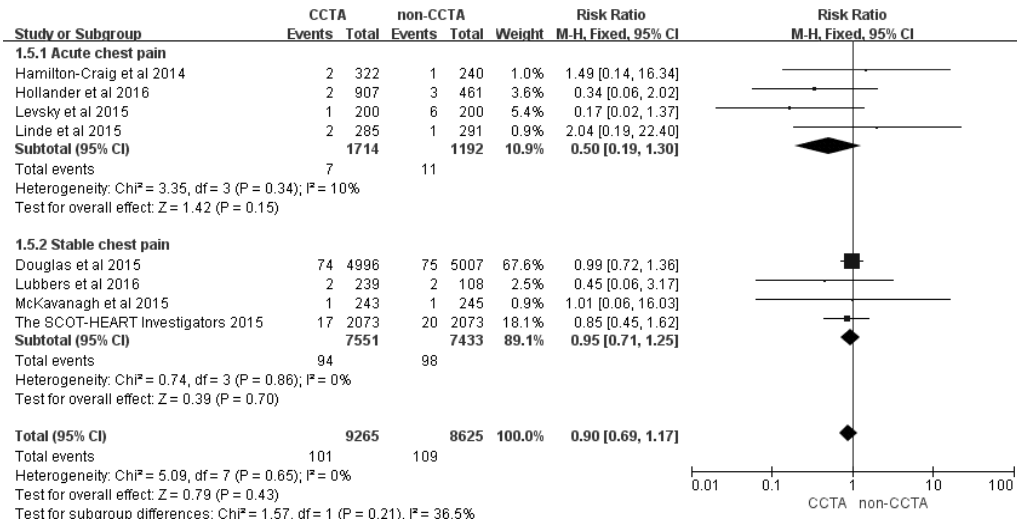 CCTA non-CCTA Risk Ratio Risk Ratio
Study or Subgroup Events Total Events Total Weight M-H, Fixed, 95% CI M-H, Fixed, 95% CI
1.5.1 Acute chest pain
Hamilton-Craig et al 2014 2 322 1 240 1.0% 1.49 [0.14, 16.34]
Hollander et al 2016 2 907 3 461 3.6% 0.34 [0.06, 2.02]
Levsky et al 2015 1 200 6 200 5.4% 0.17 [0.02, 1.37]
Linde et al 2015 2 285 1 291 0.9% 2.04 [0.19, 22.40]
Subtotal (95% CI) 1714 1192 10.9% 0.50 [0.19, 1.30]
Total events 7 11
Heterogeneity: Chi² = 3.35, df = 3 (P = 0.34); I² = 10%
Test for overall effect: Z = 1.42 (P = 0.15)
1.5.2 Stable chest pain
Douglas et al 2015 74 4996 75 5007 67.6% 0.99 [0.72, 1.36]
Lubbers et al 2016 2 239 2 108 2.5% 0.45 [0.06, 3.17]
McKavanagh et al 2015 1 243 1 245 0.9% 1.01 [0.06, 16.03]
The SCOT-HEART Investigators 2015 17 2073 20 2073 18.1% 0.85 [0.45, 1.62]
Subtotal (95% CI) 7551 7433 89.1% 0.95 [0.71, 1.25]
Total events 94 98
Heterogeneity: Chi² = 0.74, df = 3 (P = 0.86); I² = 0%
Test for overall effect: Z = 0.39 (P = 0.70)
Total (95% CI) 9265 8625 100.0% 0.90 [0.69, 1.17]
Total events 101 109
Heterogeneity: Chi² = 5.09, df = 7 (P = 0.65); I² = 0%
Test for overall effect: Z = 0.79 (P = 0.43)
Test for subgroup differences: Chi² = 1.57, df = 1 (P = 0.21), I² = 36.5%
0.01 0.1 1 10 100
CCTA non-CCTA